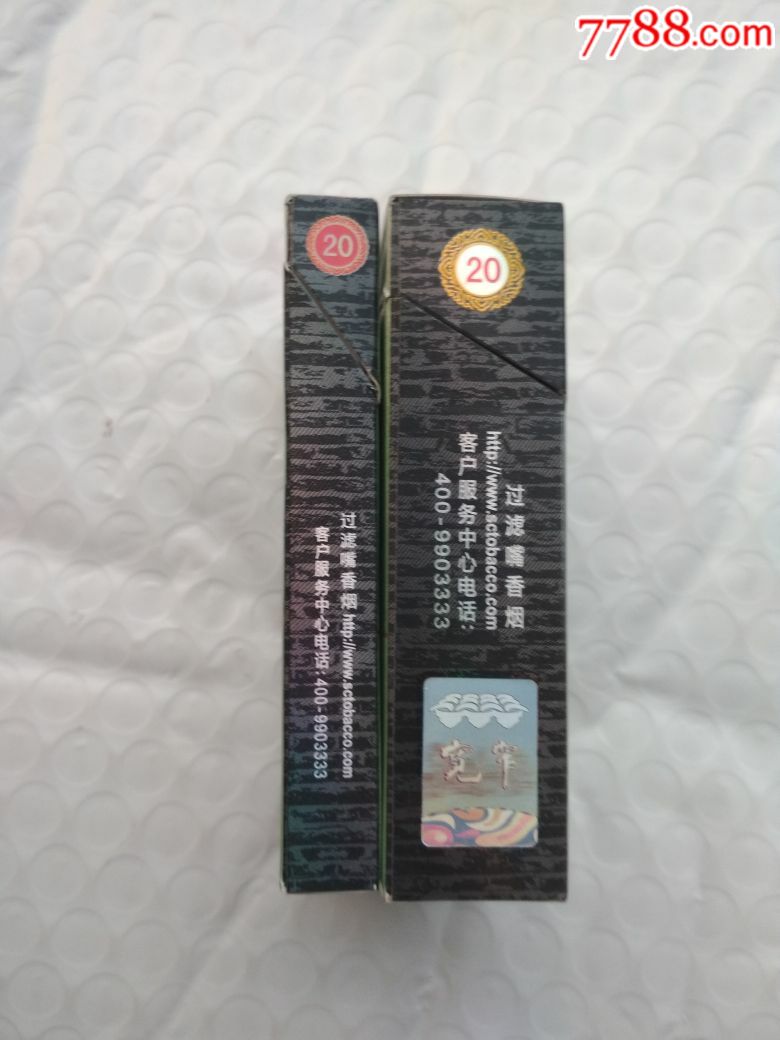 7788.com
20
过滤嘴香烟 http://www.sctobacco.com
客户服务中心电话:400-9903333
20
过滤嘴香烟
http://www.sctobacco.com
客户服务中心电话:
400-9903333
宽窄